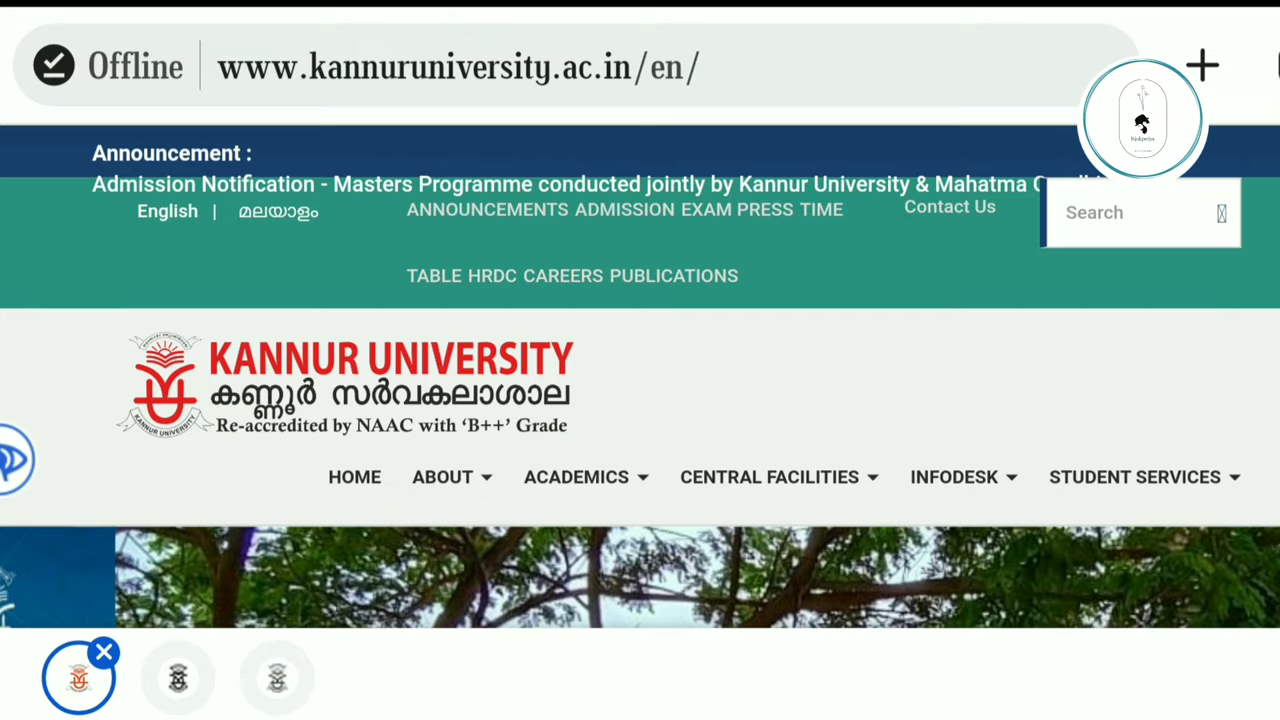 Offline www.kannuruniversity.ac.in/en/
Announcement :
Admission Notification - Masters Programme conducted jointly by Kannur University & Mahatma
English | മലയാളം
ANNOUNCEMENTS ADMISSION EXAM PRESS TIME
Contact Us
Search
TABLE HRDC CAREERS PUBLICATIONS
KANNUR UNIVERSITY
കണ്ണൂർ സർവകലാശാല
Re-accredited by NAAC with ‘B++’ Grade
KANNUR UNIVERSITY
HOME ABOUT ACADEMICS CENTRAL FACILITIES INFODESK STUDENT SERVICES